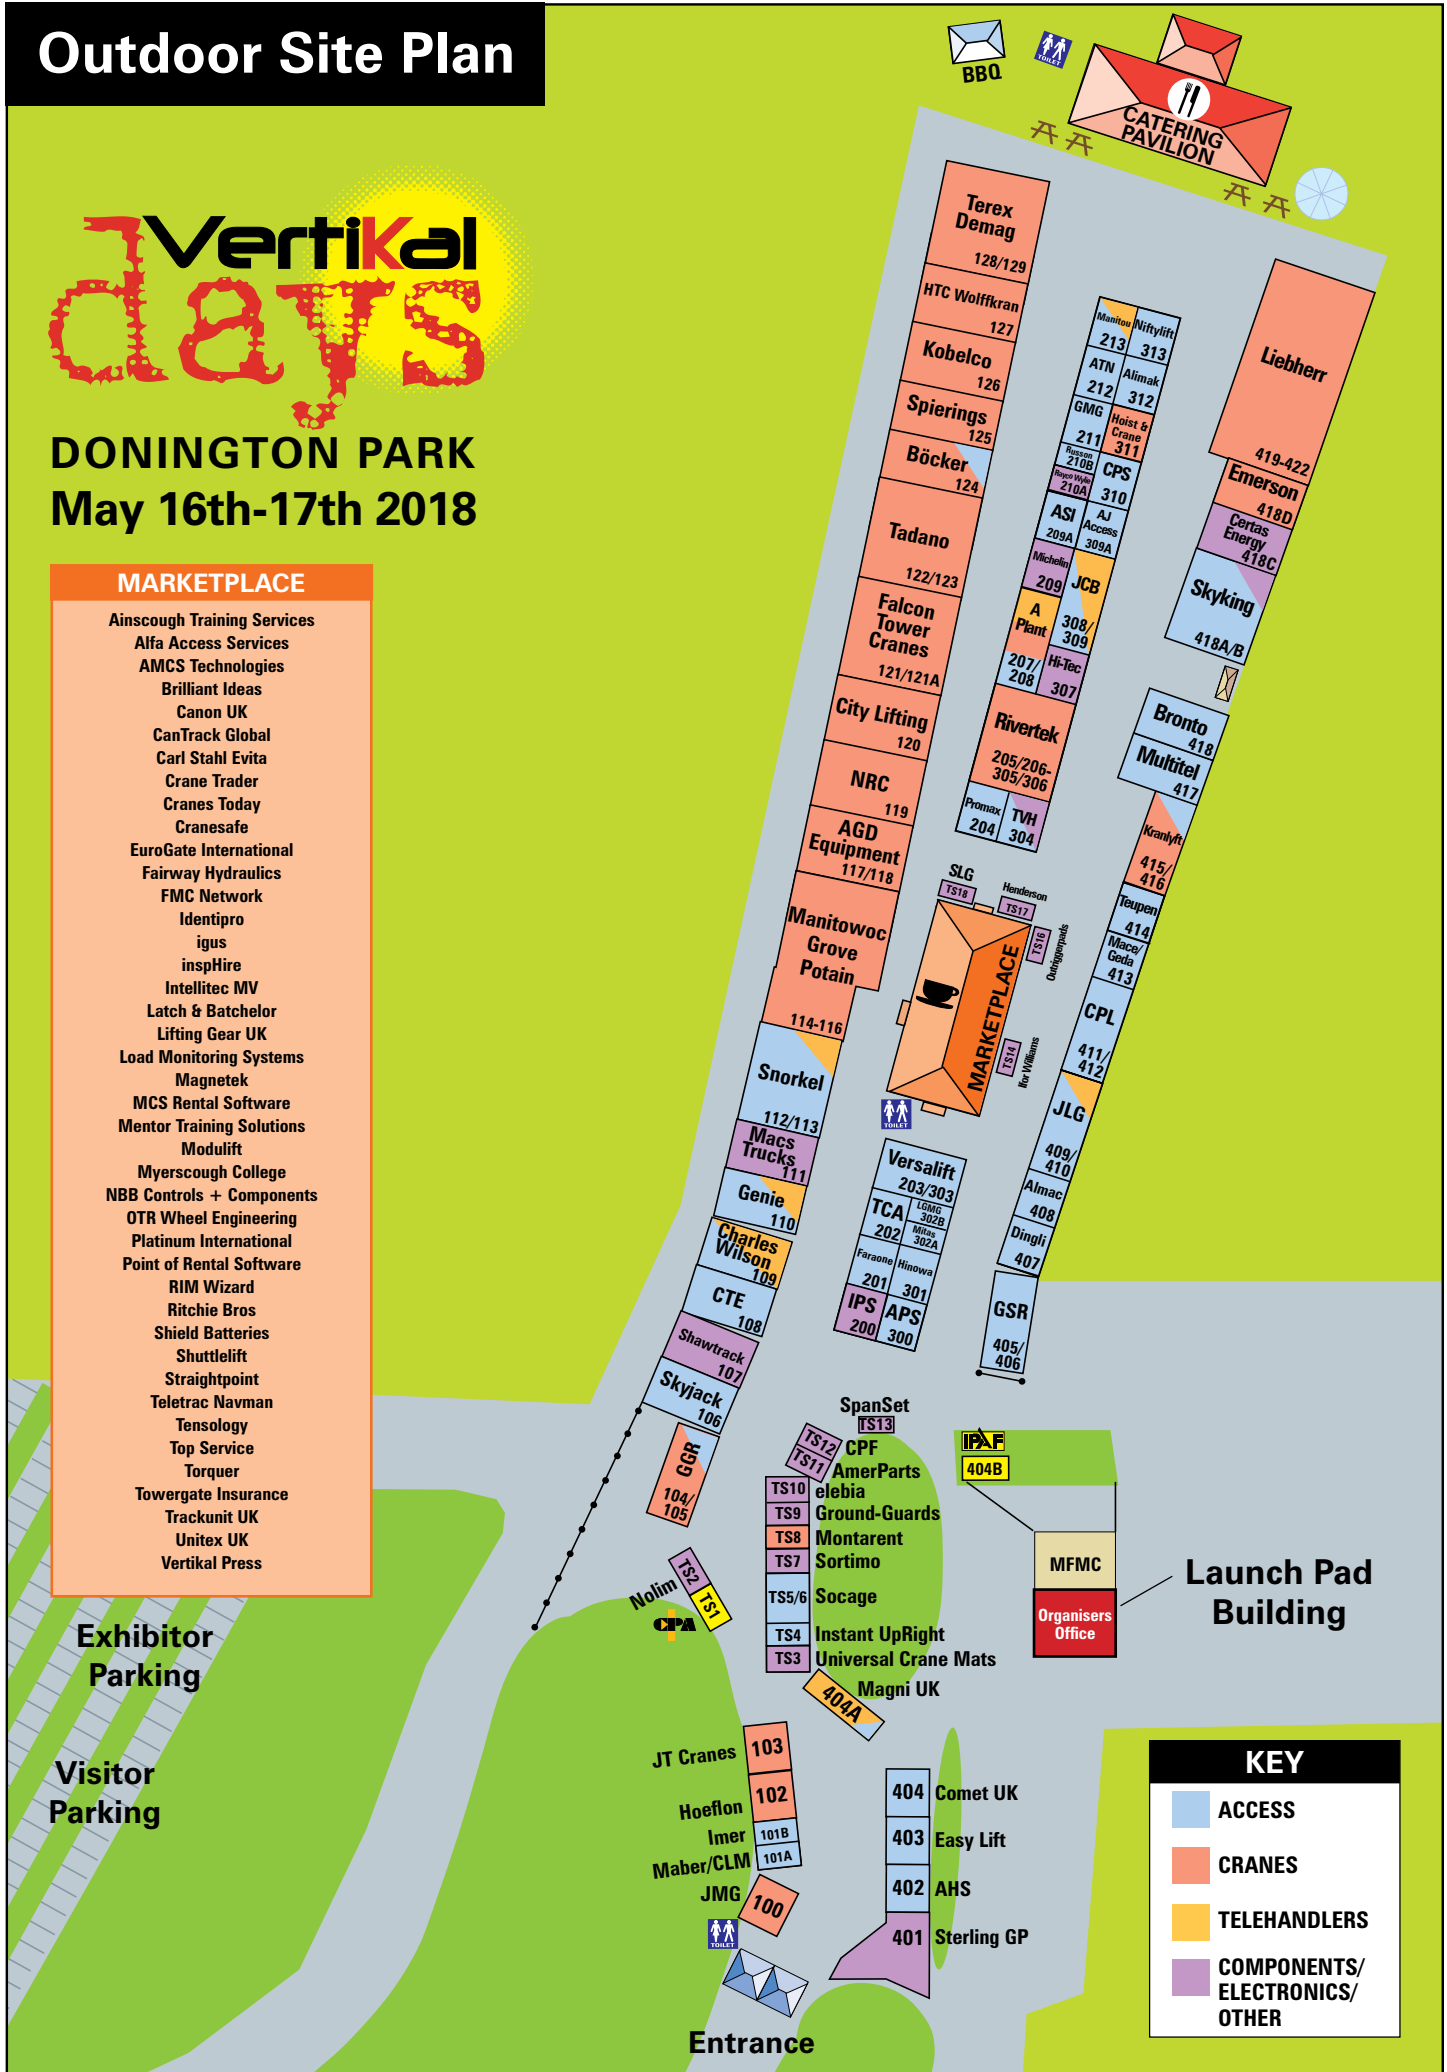 Outdoor Site Plan
VertiKal
days
DONINGTON PARK
May 16th-17th 2018
MARKETPLACE
Ainscough Training Services
Alfa Access Services
AMCS Technologies
Brilliant Ideas
Canon UK
CanTrack Global
Carl Stahl Evita
Crane Trader
Cranes Today
Cranesafe
EuroGate International
Fairway Hydraulics
FMC Network
Identipro
igus
inspHire
Intellitec MV
Latch & Batchelor
Lifting Gear UK
Load Monitoring Systems
Magnetek
MCS Rental Software
Mentor Training Solutions
Modulift
Myerscough College
NBB Controls + Components
OTR Wheel Engineering
Platinum International
Point of Rental Software
RIM Wizard
Ritchie Bros
Shield Batteries
Shuttlelift
Straightpoint
Teletrac Navman
Tensology
Top Service
Torquer
Towergate Insurance
Trackunit UK
Unitex UK
Vertikal Press
Exhibitor
Parking
Visitor
Parking
BBQ
TOILET
CATERING
PAVILION
Terex
Demag
128/129
HTC Wolffkran
127
Kobelco
126
Spierings
125
Böcker
124
Tadano
122/123
Falcon
Tower
Cranes
121/121A
City Lifting
120
NRC
119
AGD
Equipment
117/118
Manitowoc
Grove
Potain
114-116
Snorkel
112/113
Macs
Trucks
111
Genie
110
Charles
Wilson
109
CTE
108
Shawtrack
107
Skyjack
106
GGR
104/
105
Manitou
213
Niftylift
313
ATN
212
Alimak
312
GMG
211
Hoist &
Crane
311
Russon
210B
Rayco Wylie
210A
CPS
310
ASI
209A
AJ
Access
309A
Michelin
209
JCB
308/
309
A
Plant
207/
208
Hi-Tec
307
Rivertek
205/206-
305/306
Promax
204
TVH
304
Liebherr
419-422
Emerson
418D
Certas
Energy
418C
Skyking
418A/B
Bronto
418
Multitel
417
Kranlyft
415/
416
Teupen
414
Mace/
Geda
413
CPL
411/
412
JLG
409/
410
Almac
408
Dingli
407
GSR
405/
406
SLG
TS18
Henderson
TS17
TS16
Outriggerpads
MARKETPLACE
TS14
Ifor Williams
TOILET
Versalift
203/303
TCA
202
LGMG
302B
Mitas
302A
Faraone
201
Hinowa
301
IPS
200
APS
300
SpanSet
TS13
TS12
CPF
TS11
AmerParts
TS10
elebia
TS9
Ground-Guards
TS8
Montarent
TS7
Sortimo
TS5/6
Socage
TS4
Instant UpRight
TS3
Universal Crane Mats
404A
Magni UK
TS2
Nolim
TS1
CPA
IPAF
404B
MFMC
Organisers
Office
Launch Pad
Building
JT Cranes
103
Hoeflon
102
Imer
101B
Maber/CLM
101A
JMG
100
TOILET
404
Comet UK
403
Easy Lift
402
AHS
401
Sterling GP
Entrance
KEY
ACCESS
CRANES
TELEHANDLERS
COMPONENTS/
ELECTRONICS/
OTHER